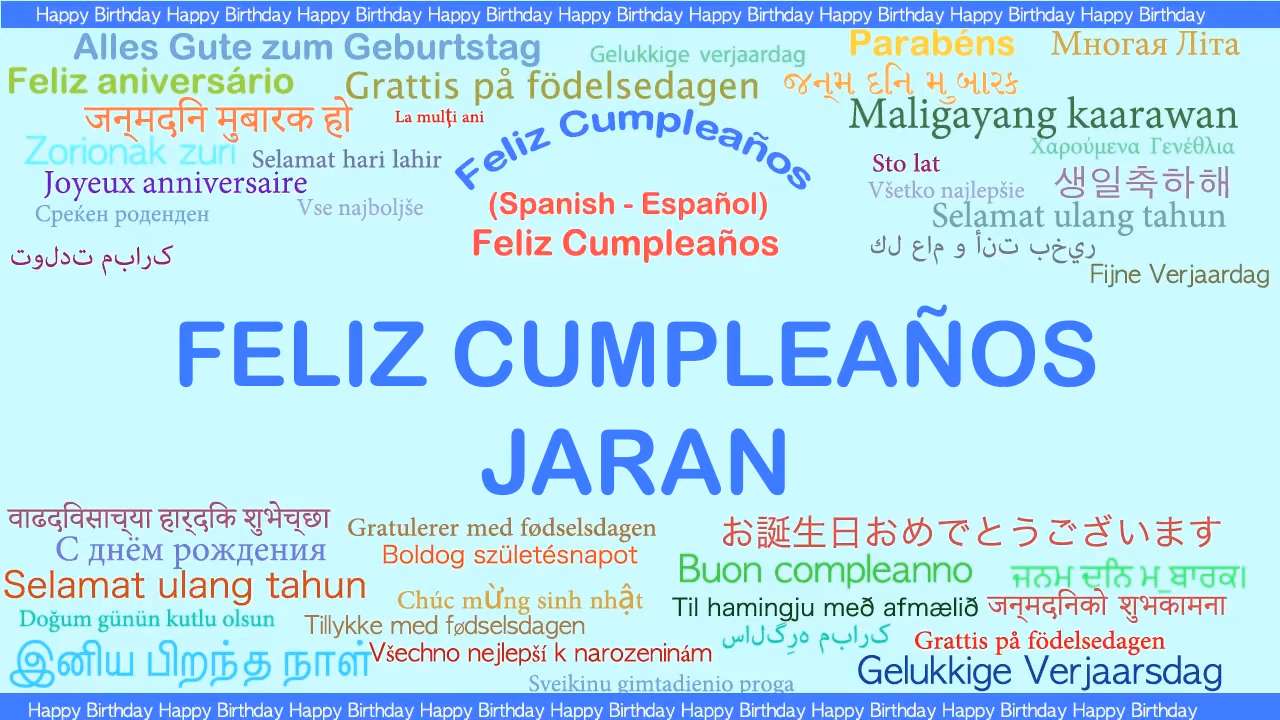 Happy Birthday Happy Birthday Happy Birthday Happy Birthday Happy Birthday Happy Birthday Happy Birthday Happy Birthday Happy Birthday
Alles Gute zum Geburtstag
Gelukkige verjaardag
Parabéns
Многая Літа
Feliz aniversário
Grattis på födelsedagen
જન્મ દિન મુબારક
जन्मदिन मुबारक हो
La mulţi ani
Feliz Cumpleaños
Maligayang kaarawan
Zorionak zuri
Selamat hari lahir
Χαρούμενα Γενέθλια
Sto lat
Joyeux anniversaire
Všetko najlepšie
생일축하해
Среќен роденден
Vse najboljše
(Spanish - Español)
Selamat ulang tahun
Feliz Cumpleaños
تولدت مبارک
كل عام و أنت بخير
Fijne Verjaardag
FELIZ CUMPLEAÑOS
JARAN
वाढदिवसाच्या हार्दिक शुभेच्छा
Gratulerer med fødselsdagen
お誕生日おめでとうございます
С днём рождения
Boldog születésnapot
Buon compleanno
ਜਨਮ ਦਿਨ ਮੁਬਾਰਕ।
Selamat ulang tahun
Chúc mừng sinh nhật
Til hamingju með afmælið
जन्मदिनको शुभकामना
Doğum günün kutlu olsun
Tillykke med fødselsdagen
سالگرہ مبارک
Grattis på födelsedagen
இனிய பிறந்த நாள்
Všechno nejlepší k narozeninám
Gelukkige Verjaarsdag
Sveikinu gimtadienio proga
Happy Birthday Happy Birthday Happy Birthday Happy Birthday Happy Birthday Happy Birthday Happy Birthday Happy Birthday Happy Birthday